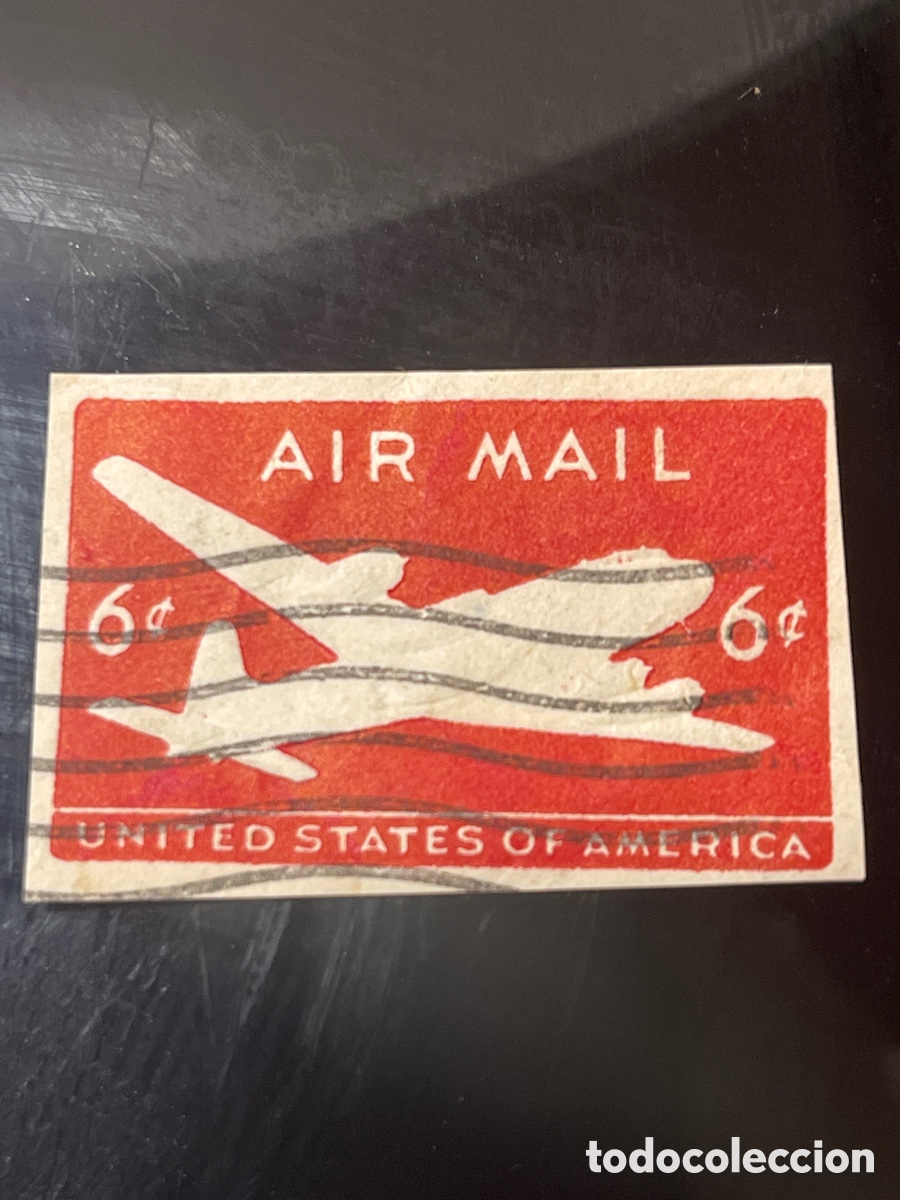 AIR MAIL
6¢ 6¢
UNITED STATES OF AMERICA
todocoleccion